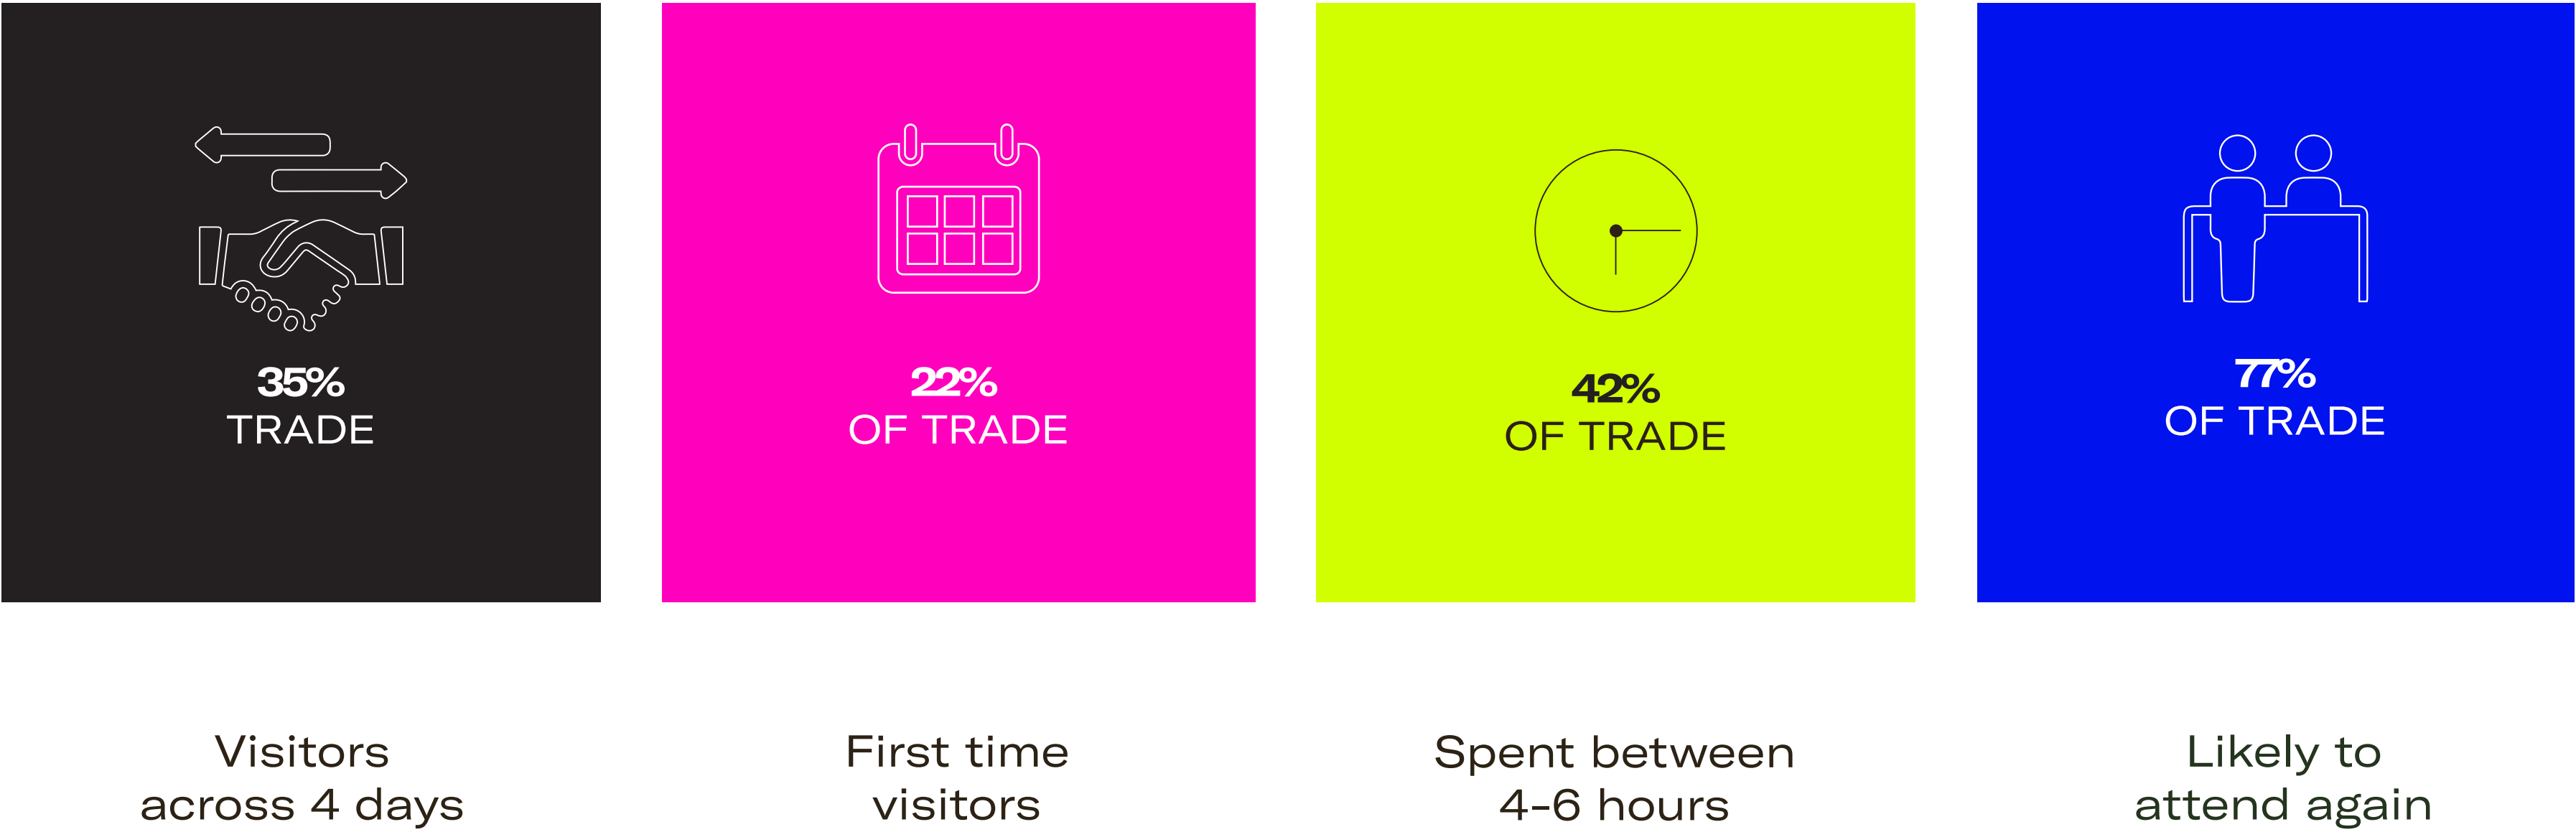 35%
TRADE
Visitors
across 4 days
22%
OF TRADE
First time
visitors
42%
OF TRADE
Spent between
4-6 hours
77%
OF TRADE
Likely to
attend again